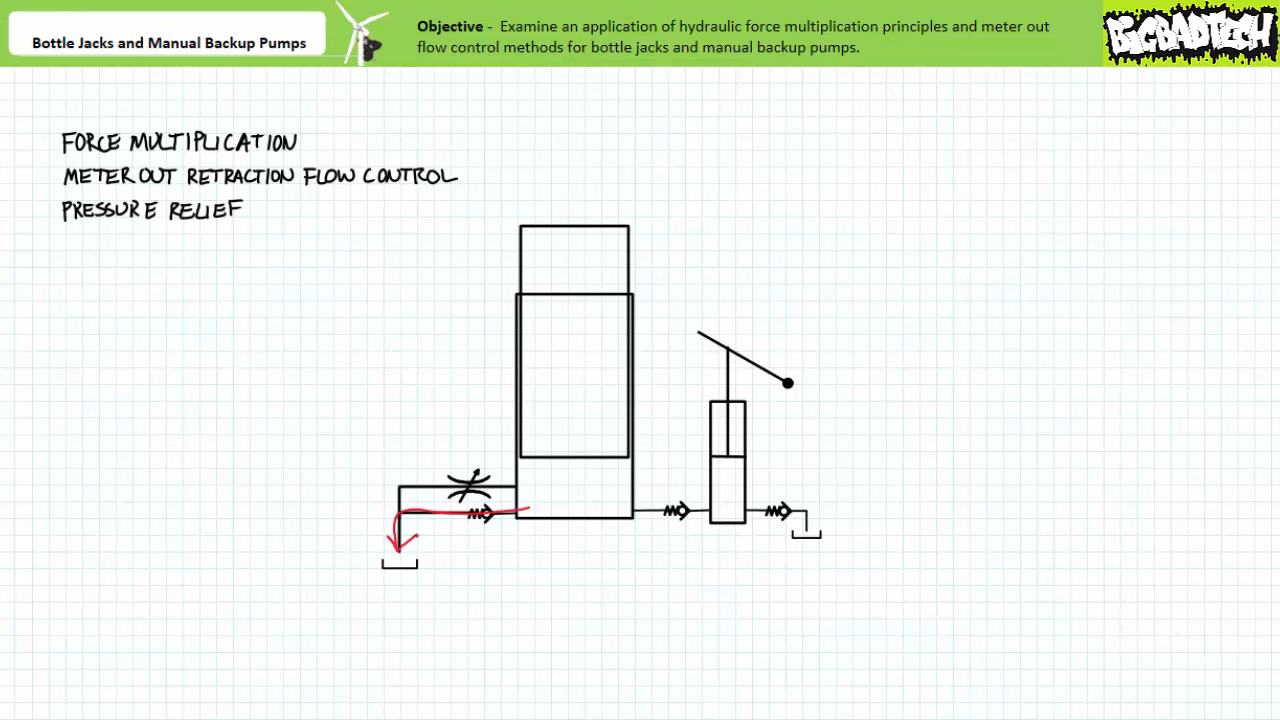 Bottle Jacks and Manual Backup Pumps
Objective - Examine an application of hydraulic force multiplication principles and meter out
flow control methods for bottle jacks and manual backup pumps.
BIGBADTECH
FORCE MULTIPLICATION
METER OUT RETRACTION FLOW CONTROL
PRESSURE RELIEF